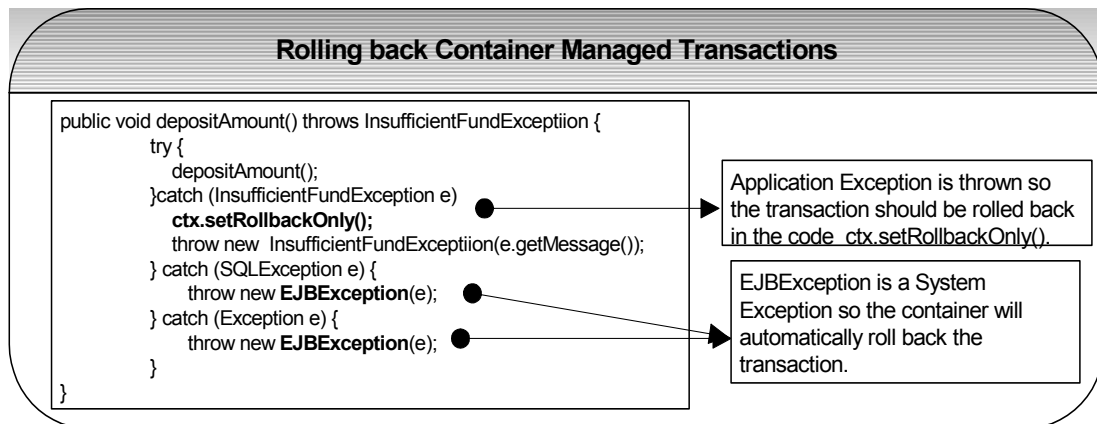 Rolling back Container Managed Transactions
public void depositAmount() throws InsufficientFundExceptiion {
try {
depositAmount();
}catch (InsufficientFundException e)
ctx.setRollbackOnly();
throw new InsufficientFundExceptiion(e.getMessage());
} catch (SQLException e) {
throw new EJBException(e);
} catch (Exception e) {
throw new EJBException(e);
}
}
Application Exception is thrown so
the transaction should be rolled back
in the code ctx.setRollbackOnly().
EJBException is a System
Exception so the container will
automatically roll back the
transaction.